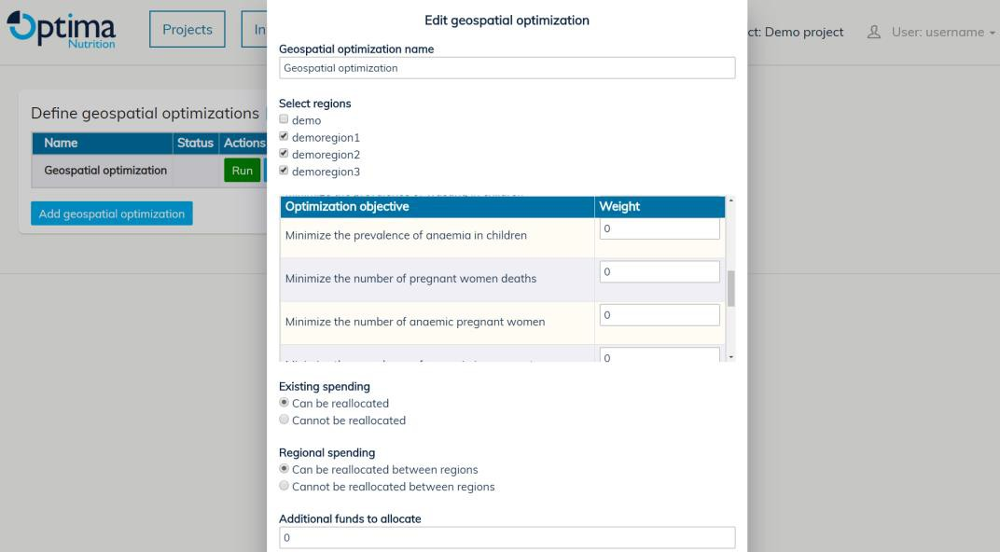 Optima
Nutrition
Projects
In
ct: Demo project
User: username
Define geospatial optimizations
Name Status Actions
Geospatial optimization Run
Add geospatial optimization
Edit geospatial optimization
Geospatial optimization name
Geospatial optimization
Select regions
demo
demoregion1
demoregion2
demoregion3
Optimization objective Weight
Minimize the prevalence of anaemia in children 0
Minimize the number of pregnant women deaths 0
Minimize the number of anaemic pregnant women 0
0
Existing spending
Can be reallocated
Cannot be reallocated
Regional spending
Can be reallocated between regions
Cannot be reallocated between regions
Additional funds to allocate
0